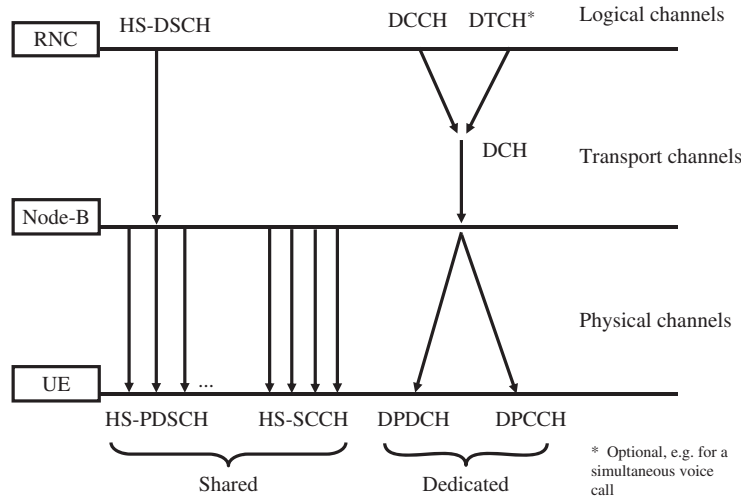 Logical channels
HS-DSCH DCCH DTCH*
RNC
DCH
Transport channels
Node-B
Physical channels
UE
...
HS-PDSCH HS-SCCH DPDCH DPCCH
Shared Dedicated
* Optional, e.g. for a
simultaneous voice
call